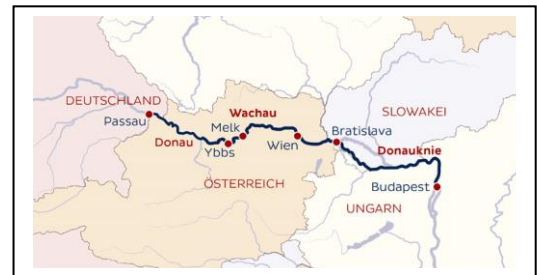 DEUTSCHLAND
Passau
Donau
Ybbs
Melk
Wachau
Wien
ÖSTERREICH
Bratislava
SLOWAKEI
Donauknie
Budapest
UNGARN